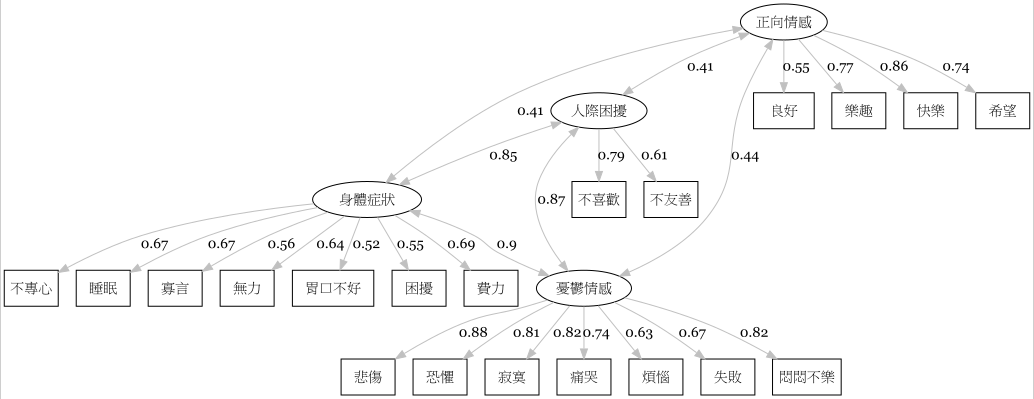 正向情感
0.41
0.55
0.77
0.86
0.74
良好
樂趣
快樂
希望
0.41
人際困擾
0.85
0.79
0.61
0.44
身體症狀
0.87
不喜歡
不友善
0.67
0.67
0.56
0.64
0.52
0.55
0.69
0.9
不專心
睡眠
寡言
無力
胃口不好
困擾
費力
憂鬱情感
0.88
0.81
0.82
0.74
0.63
0.67
0.82
悲傷
恐懼
寂寞
痛哭
煩惱
失敗
悶悶不樂